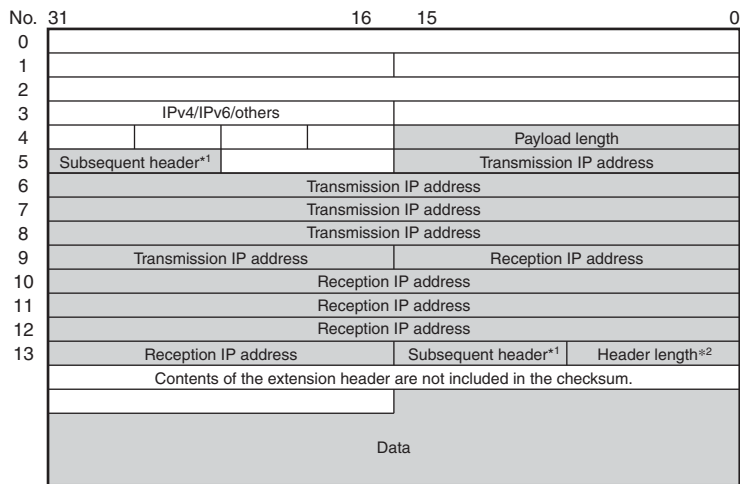 No. 31 16 15 0
0
1
2
3 IPv4/IPv6/others
4 Payload length
5 Subsequent header*1 Transmission IP address
6 Transmission IP address
7 Transmission IP address
8 Transmission IP address
9 Transmission IP address Reception IP address
10 Reception IP address
11 Reception IP address
12 Reception IP address
13 Reception IP address Subsequent header*1 Header length*2
Contents of the extension header are not included in the checksum.
Data